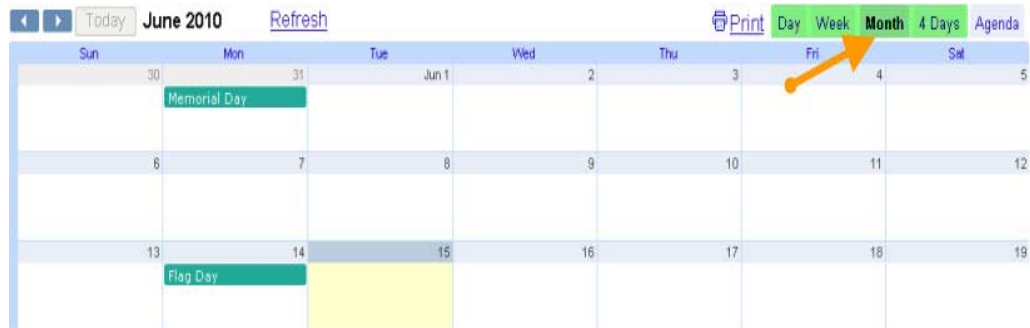 Today June 2010 Refresh Print Day Week Month 4 Days Agenda
Sun Mon Tue Wed Thu Fri Sat
30 31 Jun 1 2 3 4 5
Memorial Day
6 7 8 9 10 11 12
13 14 15 16 17 18 19
Flag Day